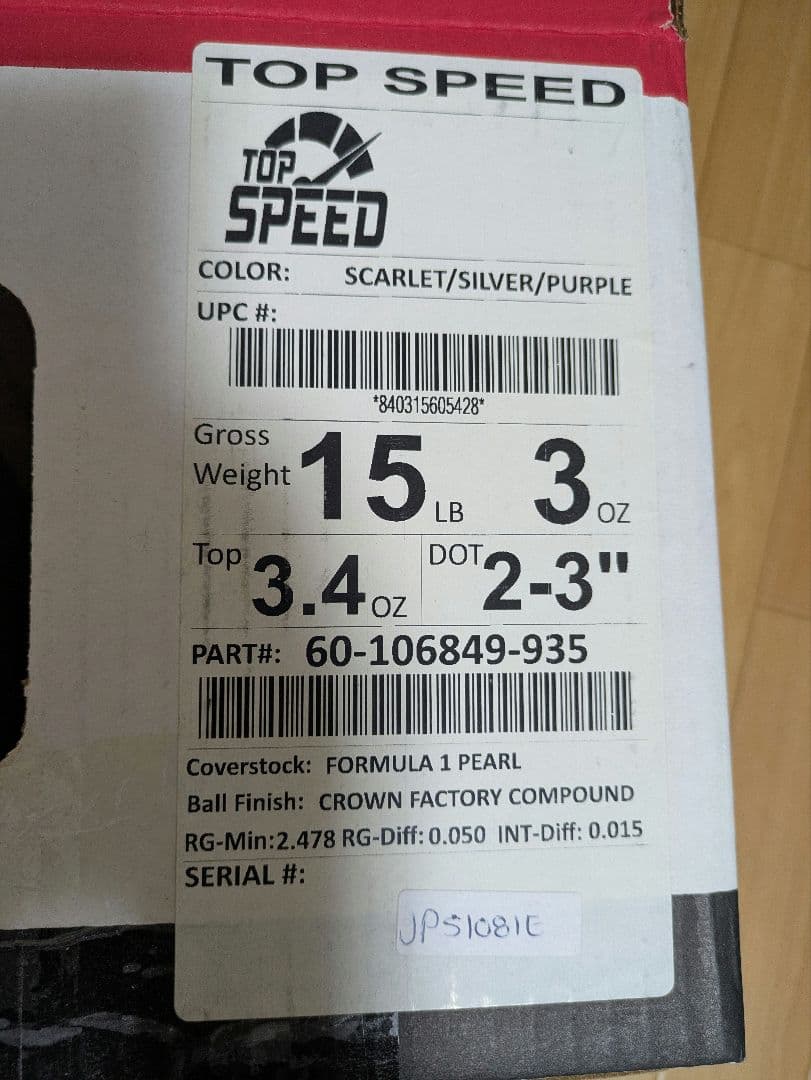 TOP SPEED
TOP
SPEED
COLOR: SCARLET/SILVER/PURPLE
UPC #:
*840315605428*
Gross
Weight 15 LB 3 OZ
Top 3.4 OZ DOT 2-3"
PART#: 60-106849-935
Coverstock: FORMULA 1 PEARL
Ball Finish: CROWN FACTORY COMPOUND
RG-Min:2.478 RG-Diff: 0.050 INT-Diff: 0.015
SERIAL #:
JPS1081E